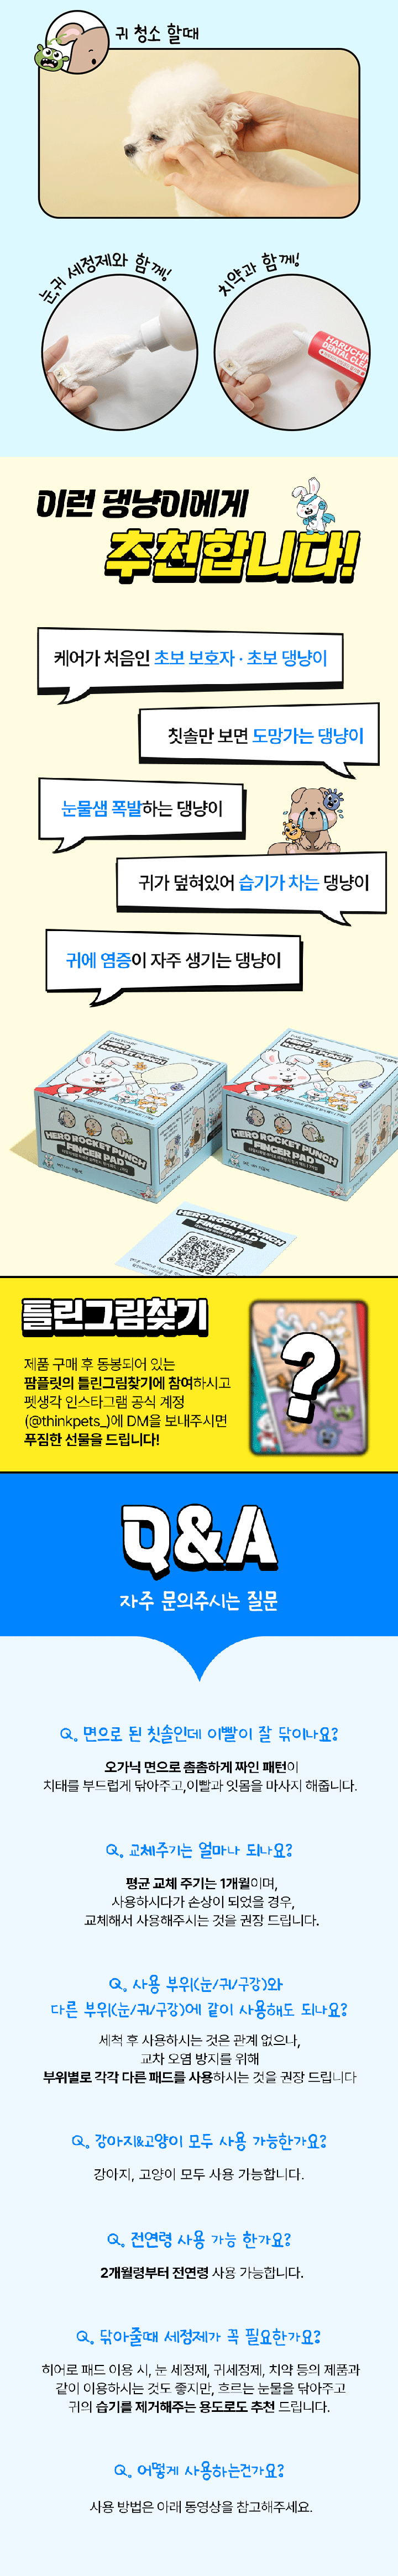 귀 청소 할때
눈,귀 세정제와 함께!
치약과 함께!
HARUCHI
DENTAL CLE
이런 댕냥이에게
추천합니다!
케어가 처음인 초보 보호자 · 초보 댕냥이
칫솔만 보면 도망가는 댕냥이
눈물샘 폭발하는 댕냥이
귀가 덮혀있어 습기가 차는 댕냥이
귀에 염증이 자주 생기는 댕냥이
HERO ROCKET PUNCH
FINGER PAD
HERO ROCKET PUNCH
FINGER PAD
HERO ROCKET PUNCH
FINGER PAD
틀린그림찾기
제품 구매 후 동봉되어 있는
팜플릿의 틀린그림찾기에 참여하시고
펫생각 인스타그램 공식 계정
(@thinkpets_)에 DM을 보내주시면
푸짐한 선물을 드립니다!
?
Q&A
자주 문의주시는 질문
Q. 면으로 된 칫솔인데 이빨이 잘 닦이나요?
오가닉 면으로 촘촘하게 짜인 패턴이
치태를 부드럽게 닦아주고,이빨과 잇몸을 마사지 해줍니다.
Q. 교체주기는 얼마나 되나요?
평균 교체 주기는 1개월이며,
사용하시다가 손상이 되었을 경우,
교체해서 사용해주시는 것을 권장 드립니다.
Q. 사용 부위(눈/귀/구강)와
다른 부위(눈/귀/구강)에 같이 사용해도 되나요?
세척 후 사용하시는 것은 관계 없으나,
교차 오염 방지를 위해
부위별로 각각 다른 패드를 사용하시는 것을 권장 드립니다
Q. 강아지&고양이 모두 사용 가능한가요?
강아지, 고양이 모두 사용 가능합니다.
Q. 전연령 사용 가능 한가요?
2개월령부터 전연령 사용 가능합니다.
Q. 닦아줄때 세정제가 꼭 필요한가요?
히어로 패드 이용 시, 눈 세정제, 귀세정제, 치약 등의 제품과
같이 이용하시는 것도 좋지만, 흐르는 눈물을 닦아주고
귀의 습기를 제거해주는 용도로도 추천 드립니다.
Q. 어떻게 사용하는건가요?
사용 방법은 아래 동영상을 참고해주세요.